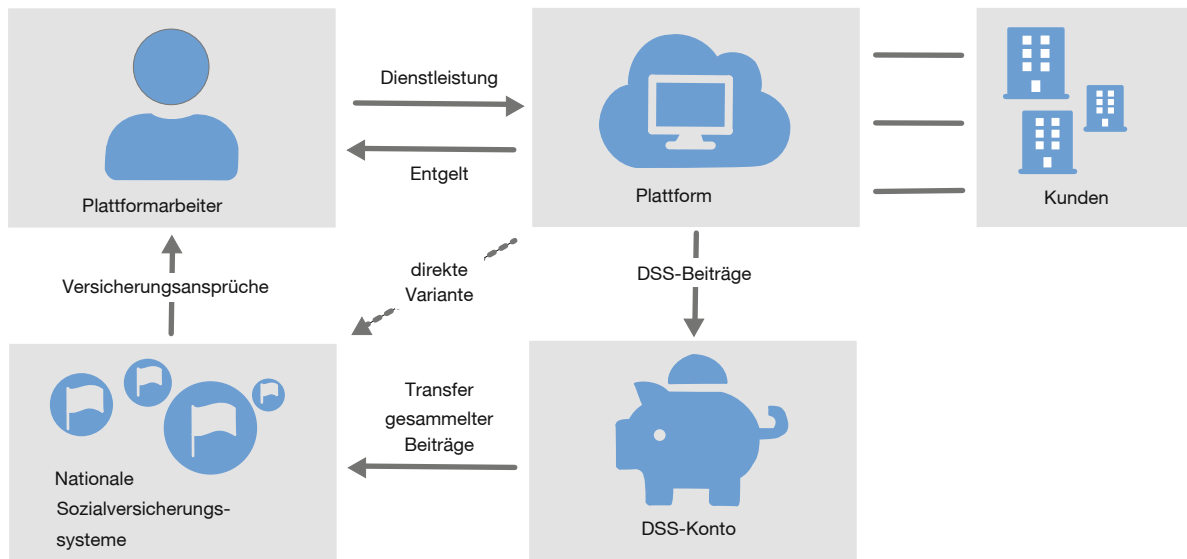 Dienstleistung
Entgelt
Plattformarbeiter
Plattform
Kunden
Versicherungsansprüche
direkte
Variante
DSS-Beiträge
Transfer
gesammelter
Beiträge
Nationale
Sozialversicherungs-
systeme
DSS-Konto